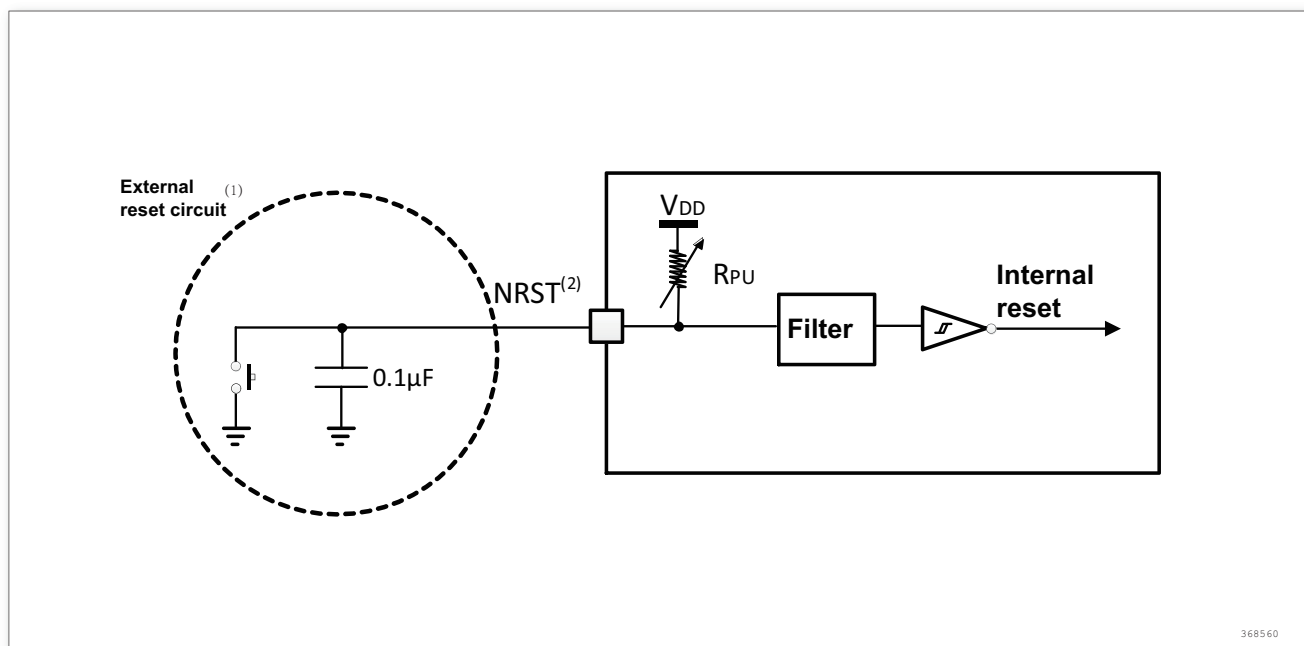 External (1)
reset circuit
VDD
RPU
NRST(2)
Internal
reset
Filter
0.1µF
368560